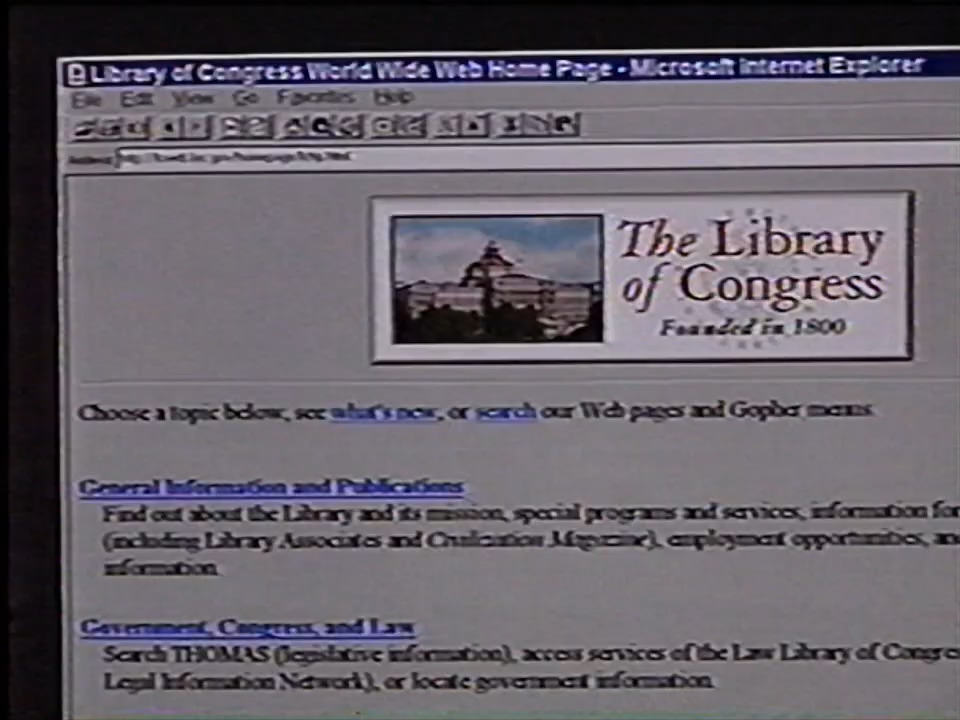 Library of Congress World Wide Web Home Page - Microsoft Internet Explorer
File Edit View Go Favorites Help
The Library
of Congress
Founded in 1800
Choose a topic below, see what's new, or search our Web pages and Gopher menus.
General Information and Publications
Find out about the Library and its mission, special programs and services, information for
(including Library Associates and Civilization Magazine), employment opportunities, and
information.
Government, Congress, and Law
Search THOMAS (legislative information), access services of the Law Library of Congress
Legal Information Network), or locate government information.